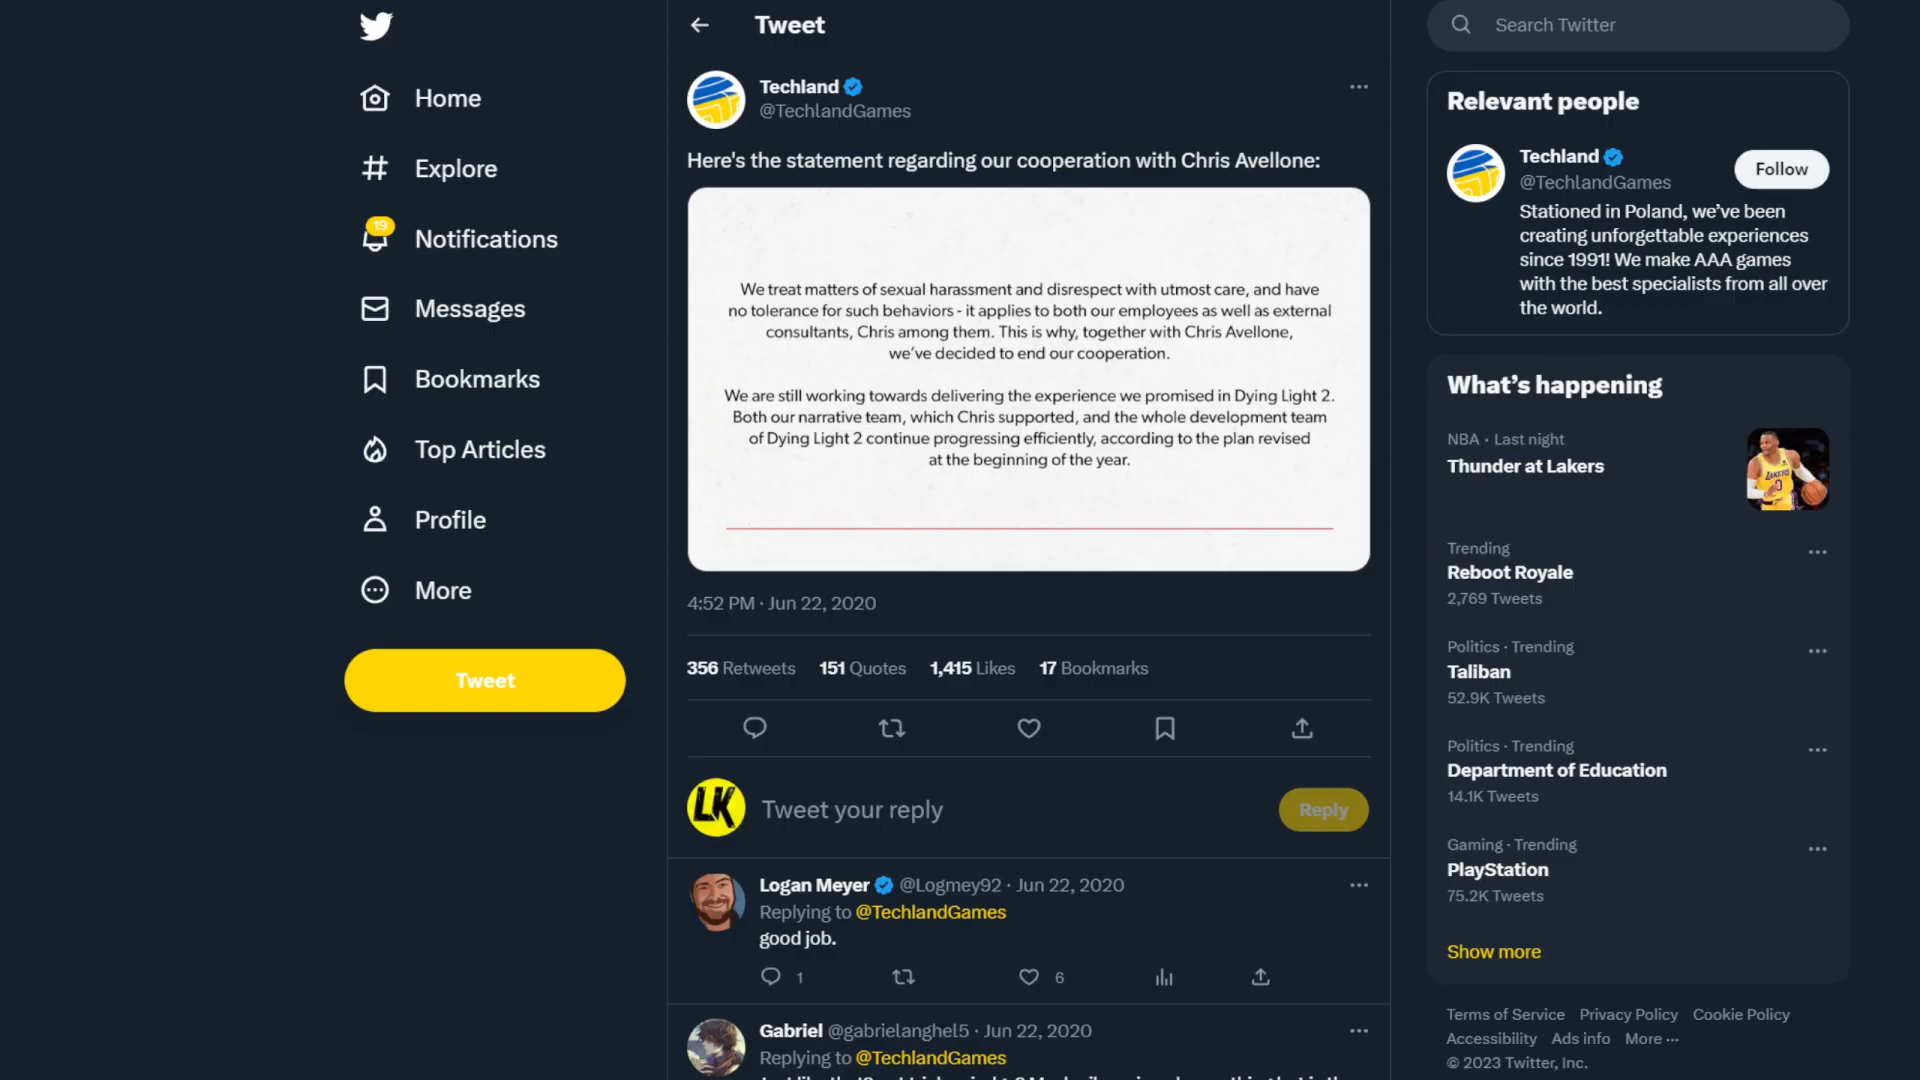 Home
Explore
19
Notifications
Messages
Bookmarks
Top Articles
Profile
More
Tweet
Tweet
Techland
@TechlandGames
Here's the statement regarding our cooperation with Chris Avellone:
We treat matters of sexual harassment and disrespect with utmost care, and have
no tolerance for such behaviors - it applies to both our employees as well as external
consultants, Chris among them. This is why, together with Chris Avellone,
we've decided to end our cooperation.
We are still working towards delivering the experience we promised in Dying Light 2.
Both our narrative team, which Chris supported, and the whole development team
of Dying Light 2 continue progressing efficiently, according to the plan revised
at the beginning of the year.
4:52 PM · Jun 22, 2020
356 Retweets 151 Quotes 1,415 Likes 17 Bookmarks
LK
Tweet your reply
Reply
Logan Meyer @Logmey92 · Jun 22, 2020
Replying to @TechlandGames
good job.
1
6
Gabriel @gabrielanghel5 · Jun 22, 2020
Replying to @TechlandGames
Search Twitter
Relevant people
Techland
@TechlandGames
Follow
Stationed in Poland, we've been
creating unforgettable experiences
since 1991! We make AAA games
with the best specialists from all over
the world.
What's happening
NBA · Last night
Thunder at Lakers
LAKERS
0
Trending
Reboot Royale
2,769 Tweets
Politics · Trending
Taliban
52.9K Tweets
Politics · Trending
Department of Education
14.1K Tweets
Gaming · Trending
PlayStation
75.2K Tweets
Show more
Terms of Service Privacy Policy Cookie Policy
Accessibility Ads info More ···
© 2023 Twitter, Inc.